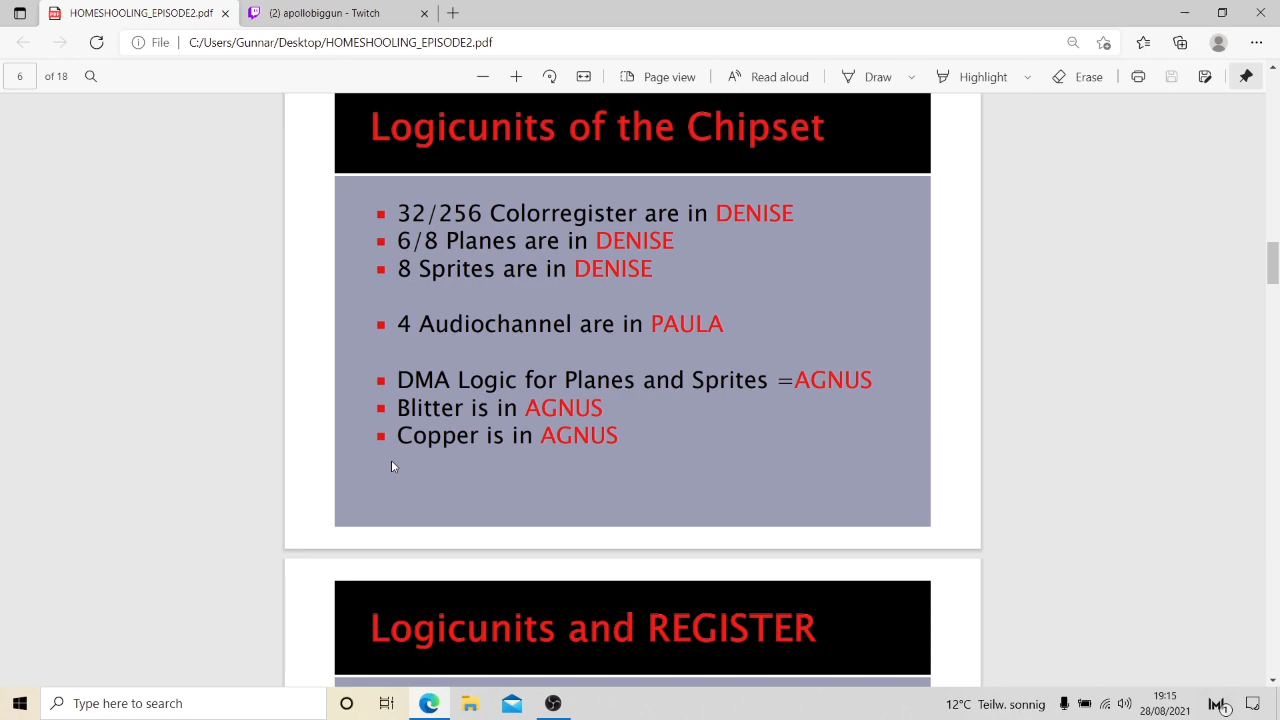 HOMESHOOLING_EPISODE2.pdf
apollobiggun - Twitch
File
C:/Users/Gunnar/Desktop/HOMESHOOLING_EPISODE2.pdf
6 of 18
Page view
Read aloud
Draw
Highlight
Erase
Logicunits of the Chipset
32/256 Colorregister are in DENISE
6/8 Planes are in DENISE
8 Sprites are in DENISE
4 Audiochannel are in PAULA
DMA Logic for Planes and Sprites =AGNUS
Blitter is in AGNUS
Copper is in AGNUS
Logicunits and REGISTER
Type here to search
12°C Teilw. sonnig
19:15
28/08/2021